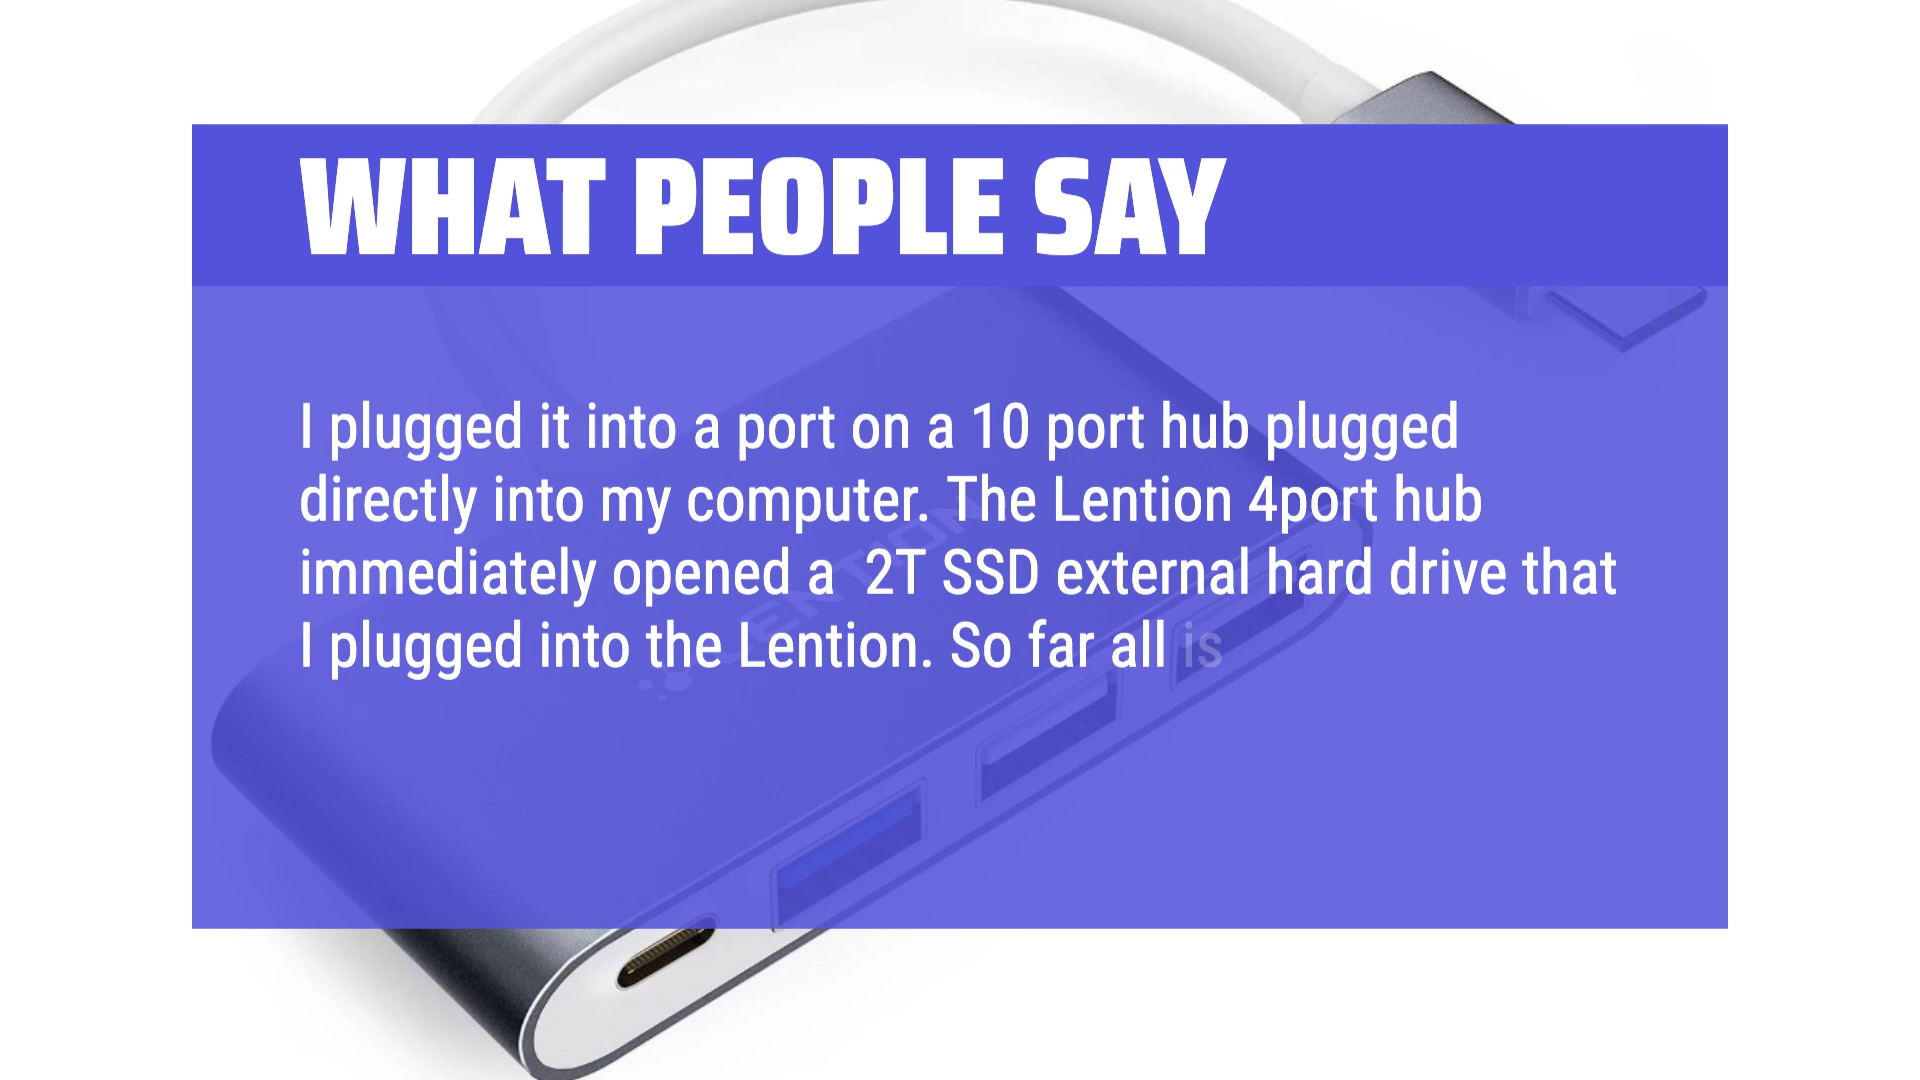 WHAT PEOPLE SAY
I plugged it into a port on a 10 port hub plugged
directly into my computer. The Lention 4port hub
immediately opened a  2T SSD external hard drive that
I plugged into the Lention. So far all is
LENTION